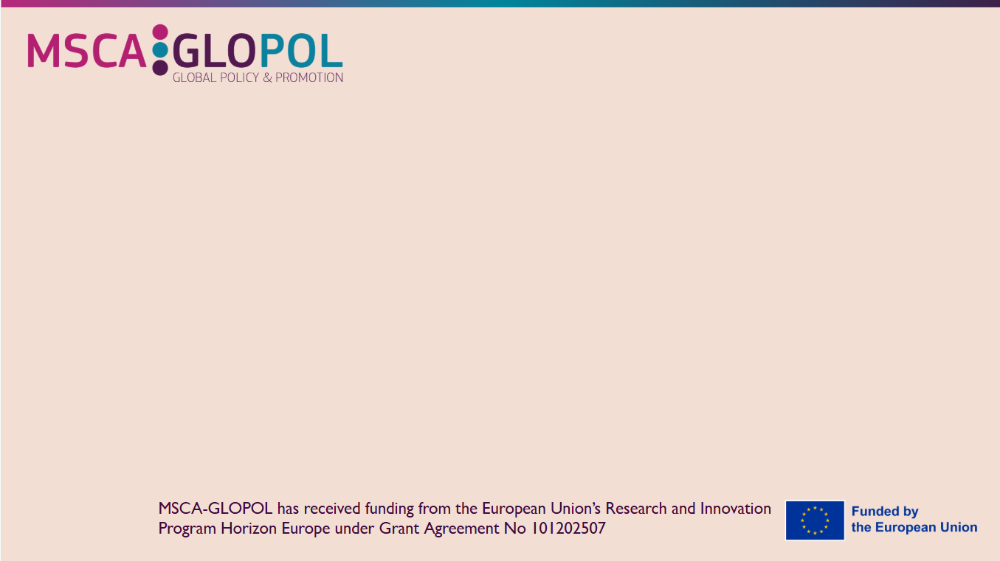 MSCA GLOPOL
GLOBAL POLICY & PROMOTION
MSCA-GLOPOL has received funding from the European Union’s Research and Innovation
Program Horizon Europe under Grant Agreement No 101202507
Funded by
the European Union